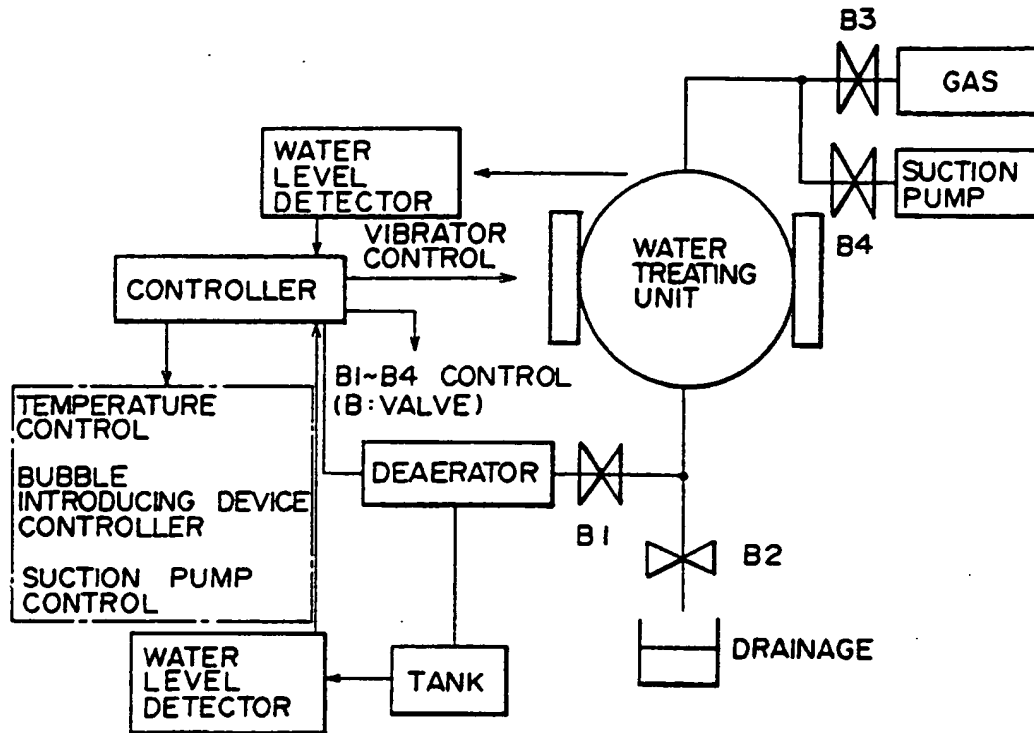 B3
GAS
WATER
LEVEL
DETECTOR
SUCTION
PUMP
VIBRATOR
CONTROL
B4
WATER
TREATING
UNIT
CONTROLLER
B1~B4 CONTROL
(B:VALVE)
TEMPERATURE
CONTROL
BUBBLE
INTRODUCING DEVICE
CONTROLLER
SUCTION PUMP
CONTROL
DEAERATOR
B1
B2
DRAINAGE
WATER
LEVEL
DETECTOR
TANK